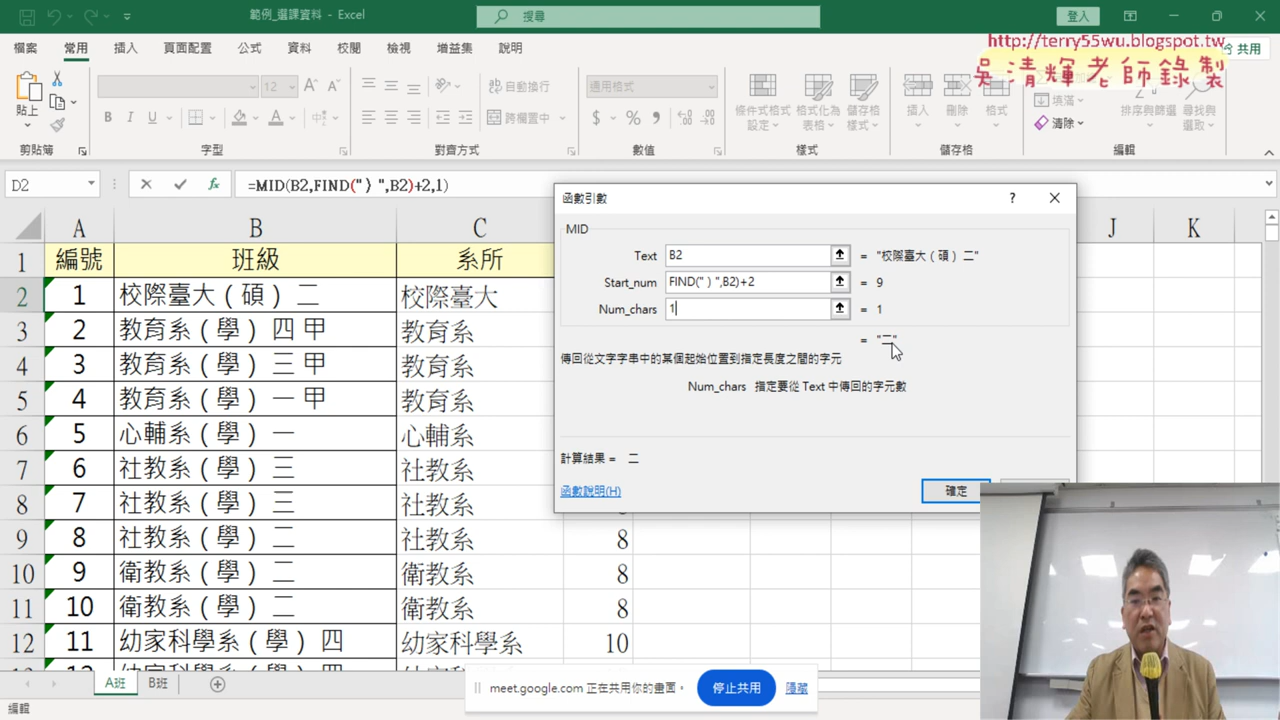 範例_選課資料 - Excel
搜尋
登入
檔案 常用 插入 頁面配置 公式 資料 校閱 檢視 增益集 說明
共用
http://terry55wu.blogspot.tw
吳清輝老師錄製
貼上
12
自動換行
跨欄置中
通用格式
條件式格式設定
格式化為表格
儲存格樣式
插入
刪除
格式
填滿
清除
排序與篩選
尋找與選取
剪貼簿 字型 對齊方式 數值 樣式 儲存格 編輯
D2
=MID(B2,FIND("）",B2)+2,1)
A B C J K
1 編號 班級 系所
2 1 校際臺大（碩） 二 校際臺大
3 2 教育系（學） 四 甲 教育系
4 3 教育系（學） 三 甲 教育系
5 4 教育系（學） 一 甲 教育系
6 5 心輔系（學） 一 心輔系
7 6 社教系（學） 三 社教系
8 7 社教系（學） 三 社教系
9 8 社教系（學） 二 社教系 8
10 9 衛教系（學） 二 衛教系 8
11 10 衛教系（學） 二 衛教系 8
12 11 幼家科學系（學） 四 幼家科學系 10
函數引數
MID
Text B2 = "校際臺大（碩） 二"
Start_num FIND("）",B2)+2 = 9
Num_chars 1 = 1
= "二"
傳回從文字字串中的某個起始位置到指定長度之間的字元
Num_chars 指定要從 Text 中傳回的字元數
計算結果 = 二
函數說明(H)
確定
A班 B班
meet.google.com 正在共用你的畫面。
停止共用
隱藏
編輯